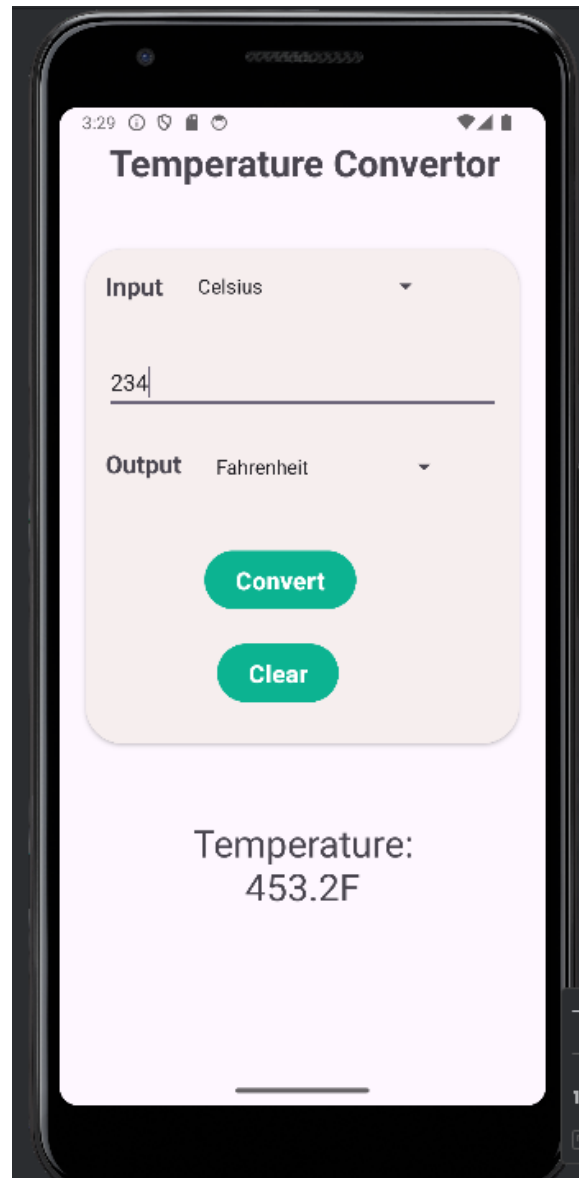 3:29
Temperature Convertor
Input Celsius
234
Output Fahrenheit
Convert
Clear
Temperature:
453.2F